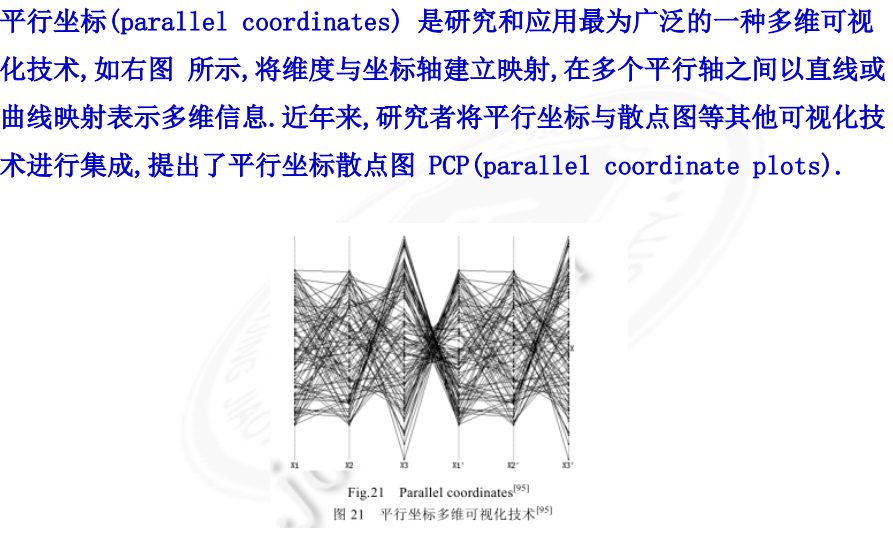 平行坐标(parallel coordinates) 是研究和应用最为广泛的一种多维可视
化技术,如右图 所示,将维度与坐标轴建立映射,在多个平行轴之间以直线或
曲线映射表示多维信息.近年来,研究者将平行坐标与散点图等其他可视化技
术进行集成,提出了平行坐标散点图 PCP(parallel coordinate plots).
X1 X2 X3 X1' X2' X3'
Fig.21 Parallel coordinates[95]
图 21 平行坐标多维可视化技术[95]